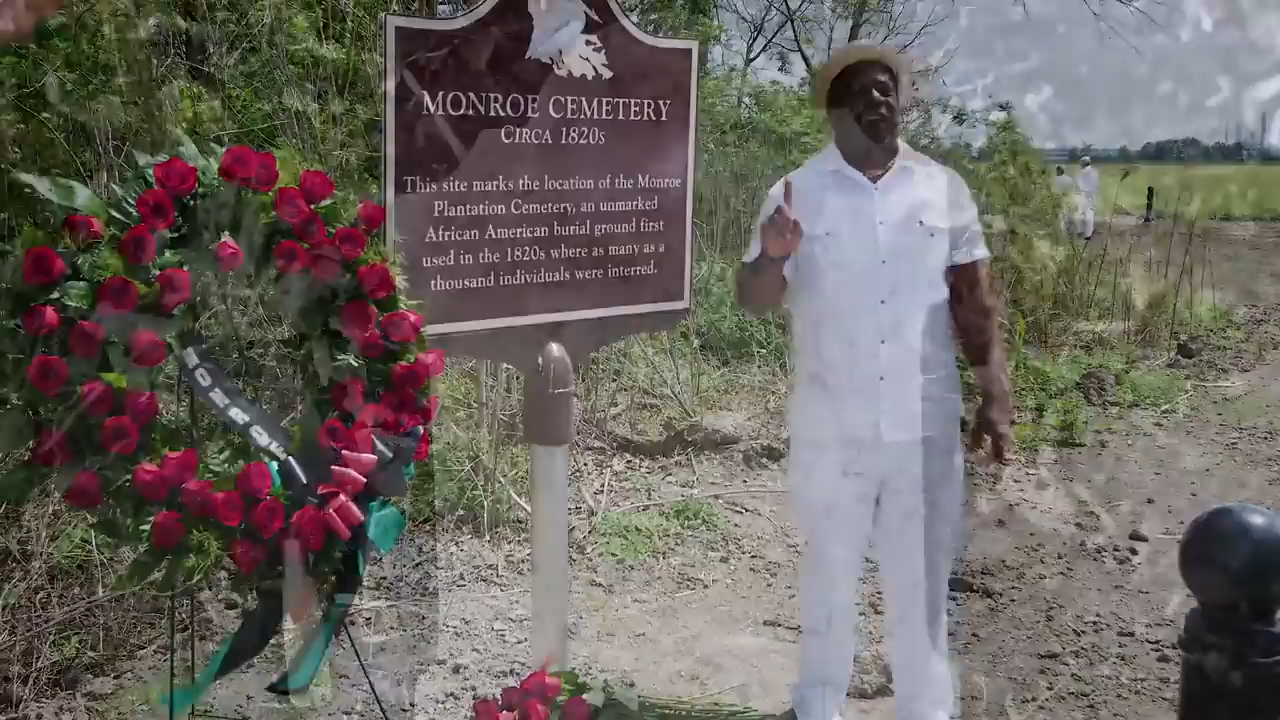 MONROE CEMETERY
CIRCA 1820s
This site marks the location of the Monroe
Plantation Cemetery, an unmarked
African American burial ground first
used in the 1820s where as many as a
thousand individuals were interred.